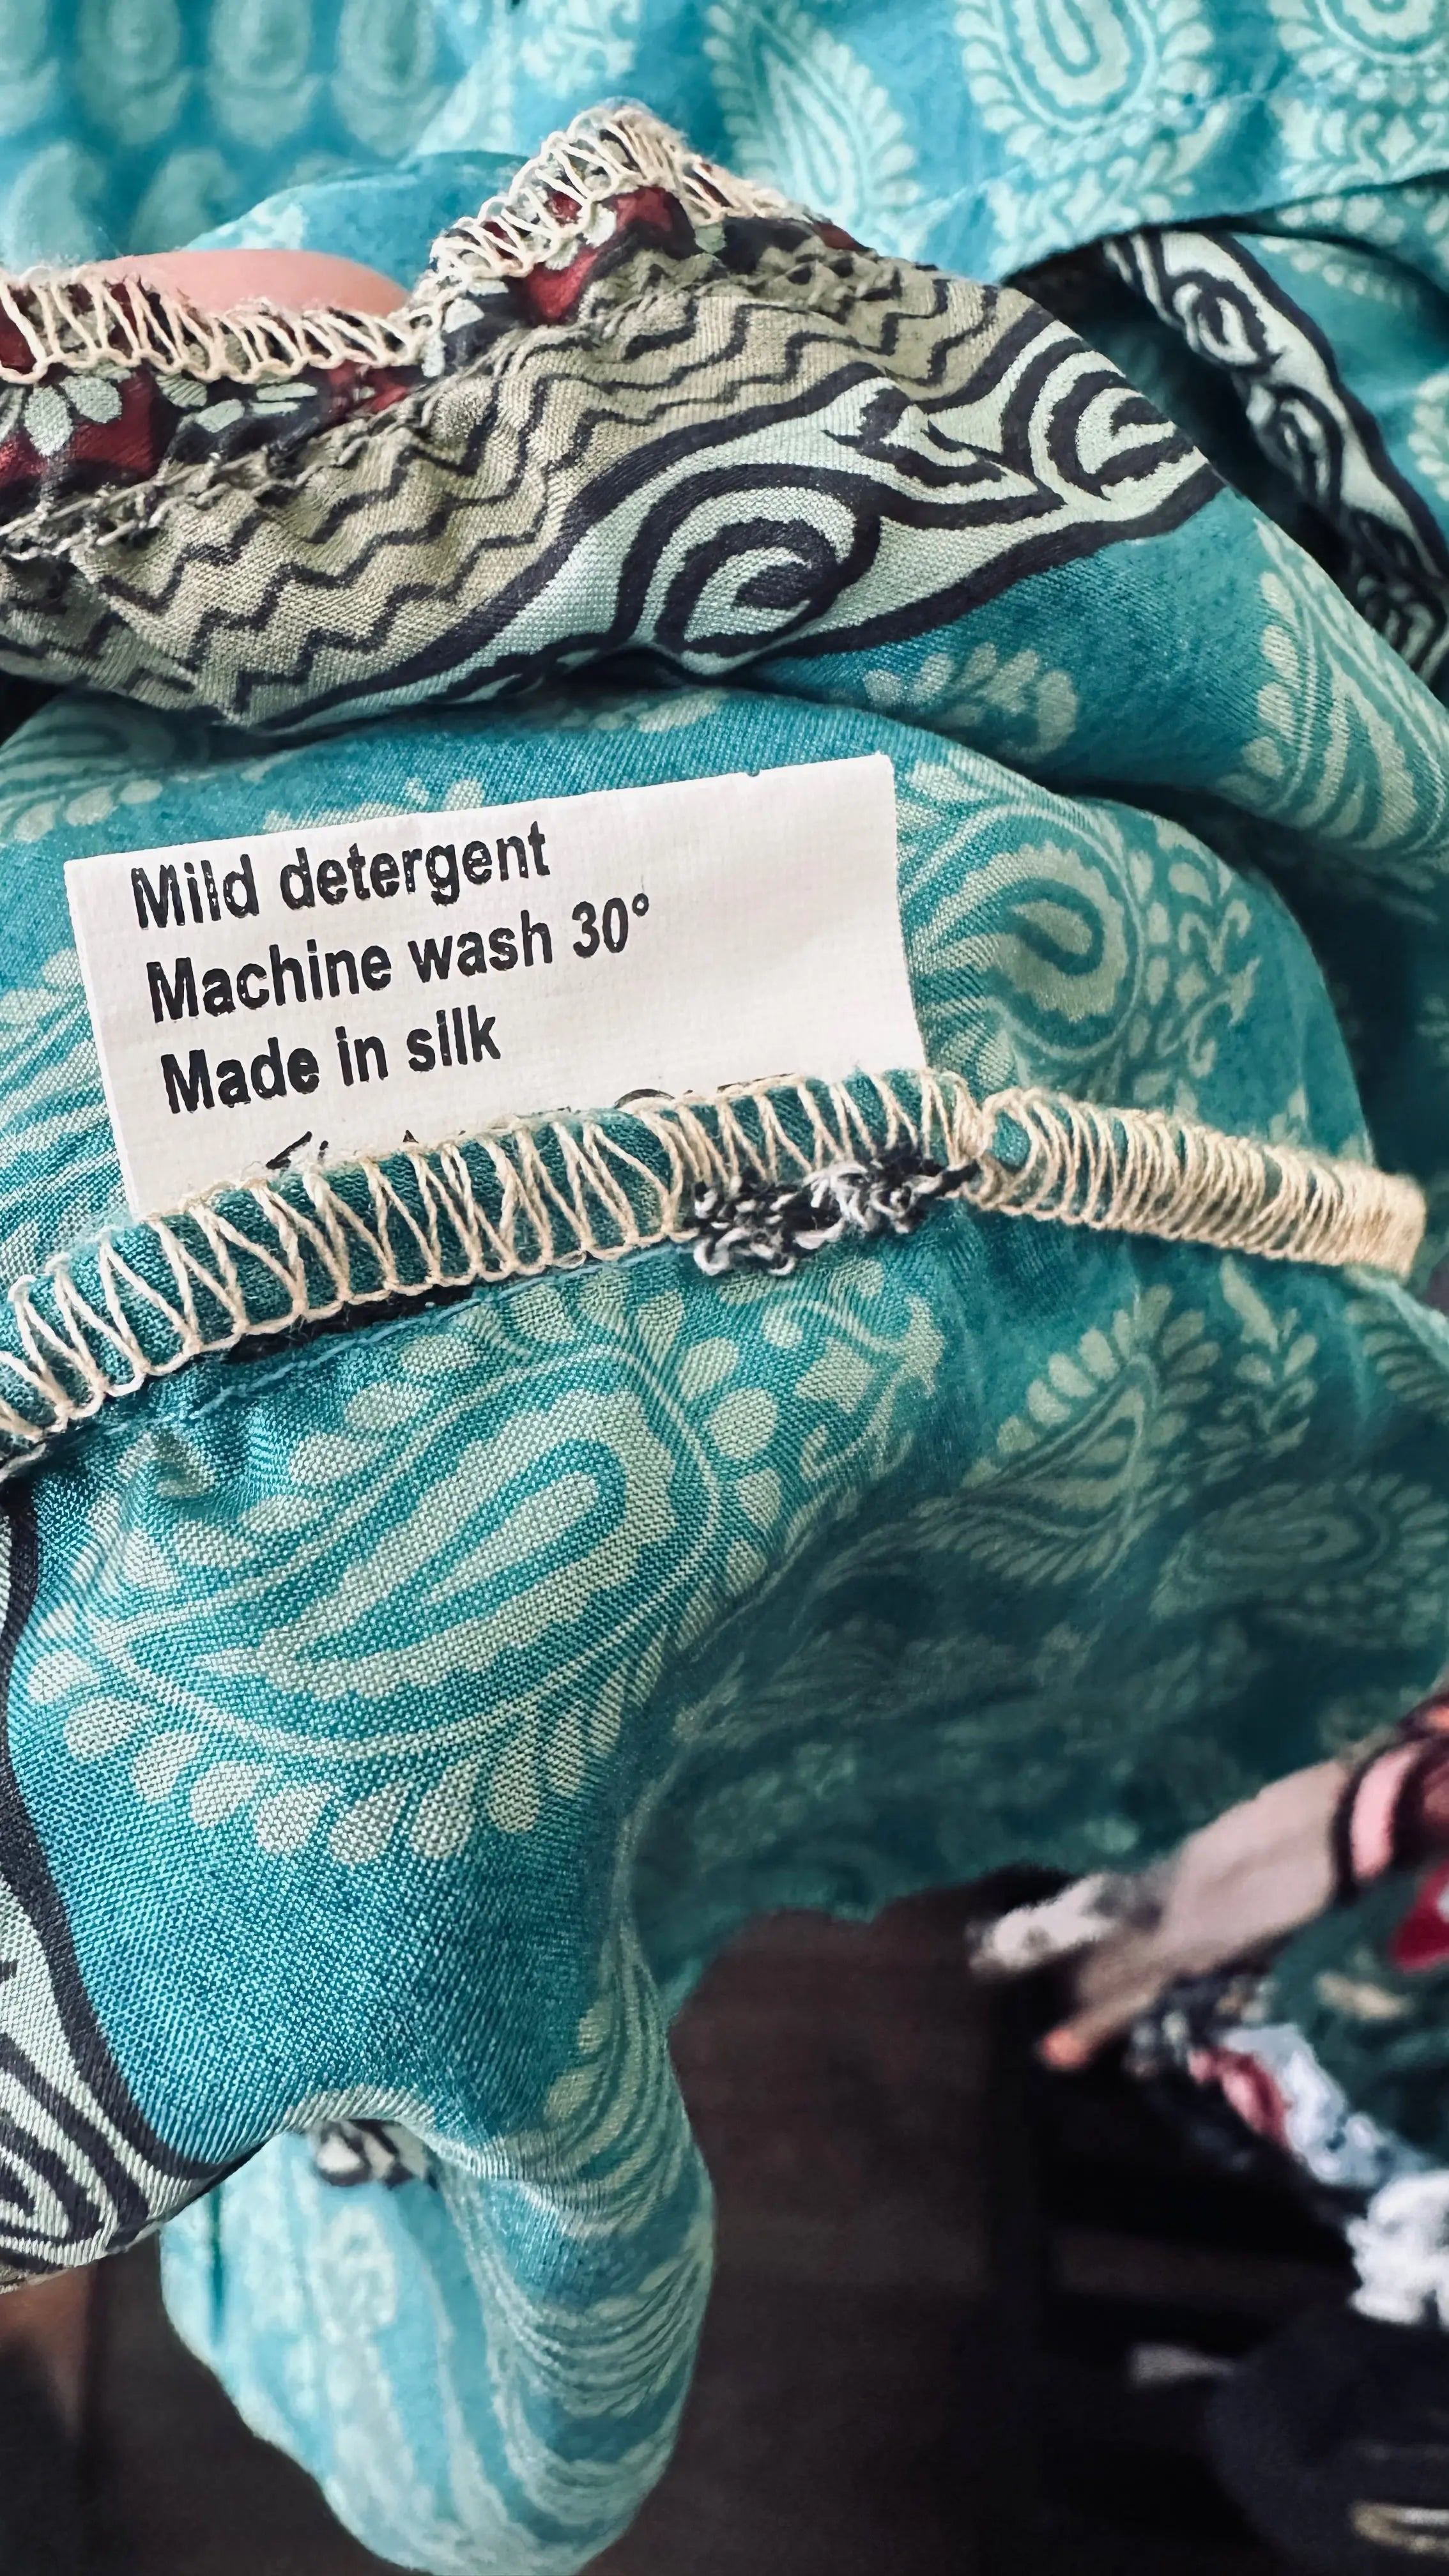 Mild detergent
Machine wash 30°
Made in silk